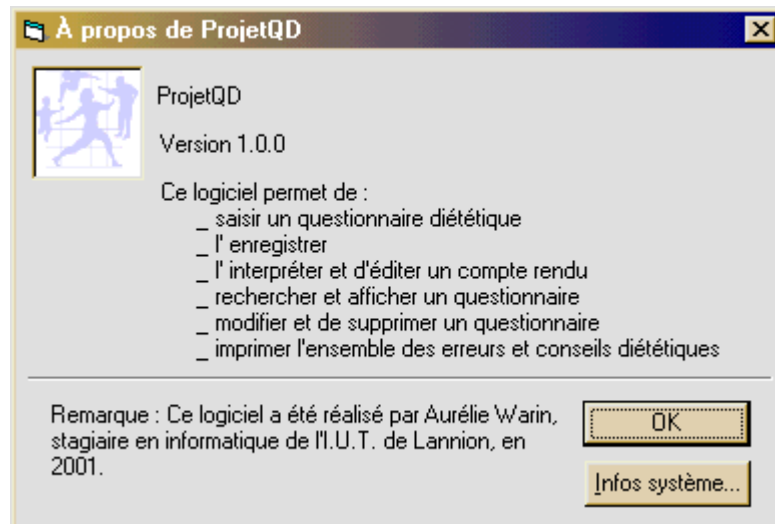 À propos de ProjetQD
ProjetQD
Version 1.0.0
Ce logiciel permet de :
_ saisir un questionnaire diététique
_ l' enregistrer
_ l' interpréter et d'éditer un compte rendu
_ rechercher et afficher un questionnaire
_ modifier et de supprimer un questionnaire
_ imprimer l'ensemble des erreurs et conseils diététiques
Remarque : Ce logiciel a été réalisé par Aurélie Warin,
stagiaire en informatique de l'I.U.T. de Lannion, en
2001.
OK
Infos système...